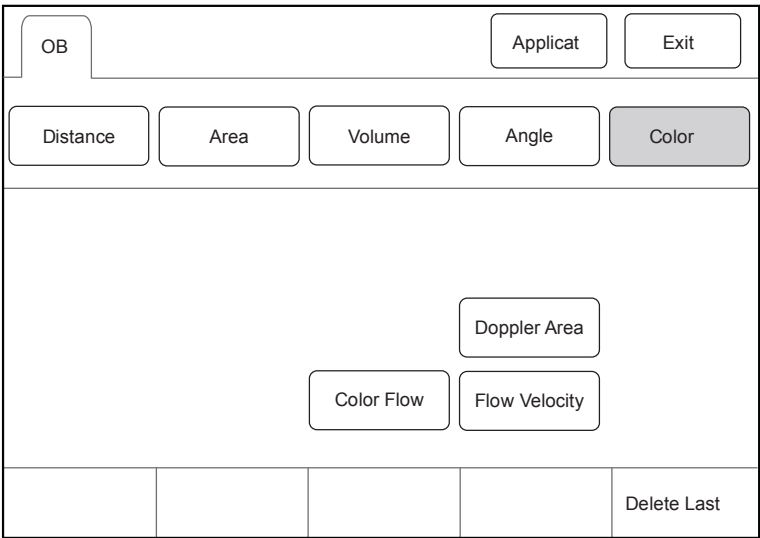 OB
Applicat
Exit
Distance
Area
Volume
Angle
Color
Doppler Area
Color Flow
Flow Velocity
Delete Last